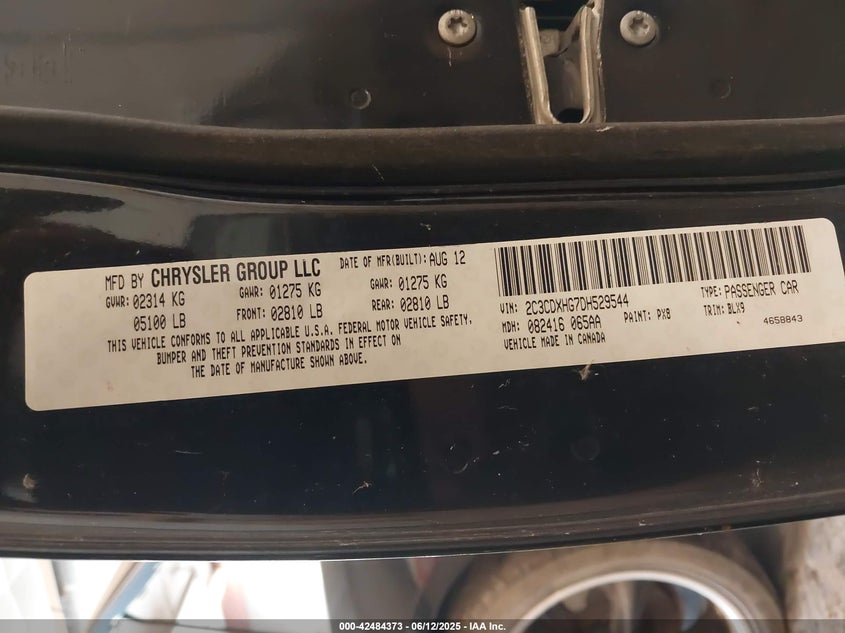 MFD BY CHRYSLER GROUP LLC DATE OF MFR(BUILT): AUG 12
GVWR: 02314 KG GAWR: 01275 KG GAWR: 01275 KG
05100 LB FRONT: 02810 LB REAR: 02810 LB
THIS VEHICLE CONFORMS TO ALL APPLICABLE U.S.A. FEDERAL MOTOR VEHICLE SAFETY,
BUMPER AND THEFT PREVENTION STANDARDS IN EFFECT ON
THE DATE OF MANUFACTURE SHOWN ABOVE.
VIN: 2C3CDXHG7DH529544 TYPE: PASSENGER CAR
MDH: 082416 065AA PAINT: PX8 TRIM: BLX9
VEHICLE MADE IN CANADA 4658843
000-42484373 - 06/12/2025 - IAA Inc.